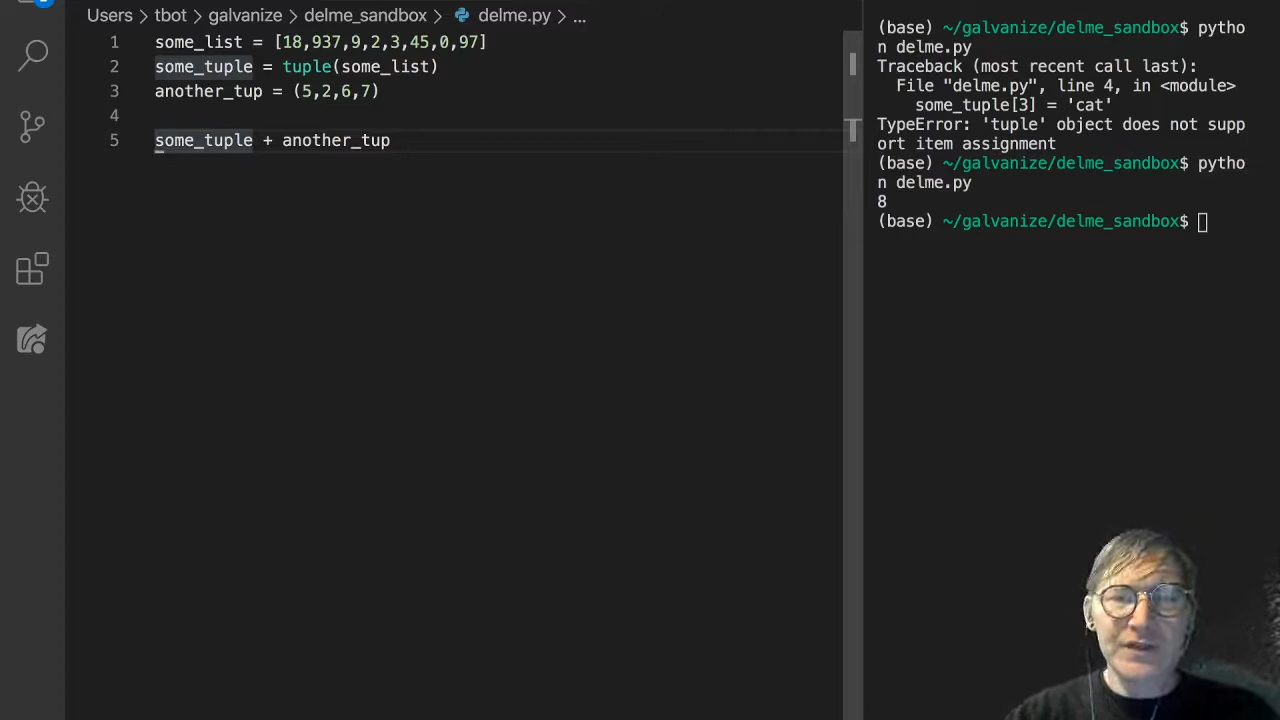 Users > tbot > galvanize > delme_sandbox > delme.py > ...
1 some_list = [18,937,9,2,3,45,0,97]
2 some_tuple = tuple(some_list)
3 another_tup = (5,2,6,7)
4
5 some_tuple + another_tup
(base) ~/galvanize/delme_sandbox$ pytho
n delme.py
Traceback (most recent call last):
File "delme.py", line 4, in <module>
some_tuple[3] = 'cat'
TypeError: 'tuple' object does not supp
ort item assignment
(base) ~/galvanize/delme_sandbox$ pytho
n delme.py
8
(base) ~/galvanize/delme_sandbox$